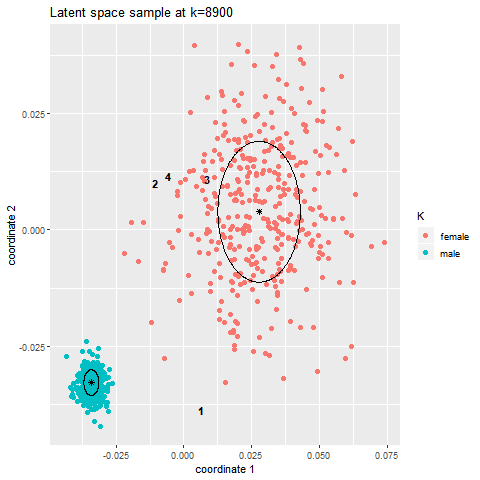 Latent space sample at k=8900
coordinate 2
0.025
0.000
-0.025
2
4
3
1
-0.025
0.000
0.025
0.050
0.075
coordinate 1
K
female
male